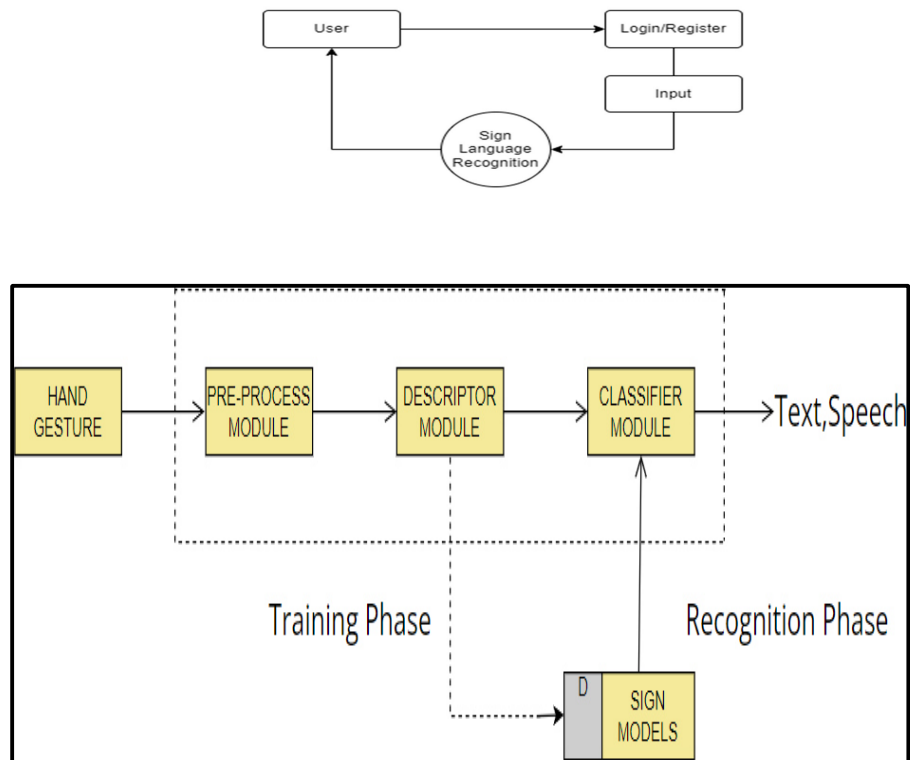 User
Login/Register
Input
Sign
Language
Recognition
HAND
GESTURE
PRE-PROCESS
MODULE
DESCRIPTOR
MODULE
CLASSIFIER
MODULE
Text,Speech
Training Phase
Recognition Phase
D
SIGN
MODELS